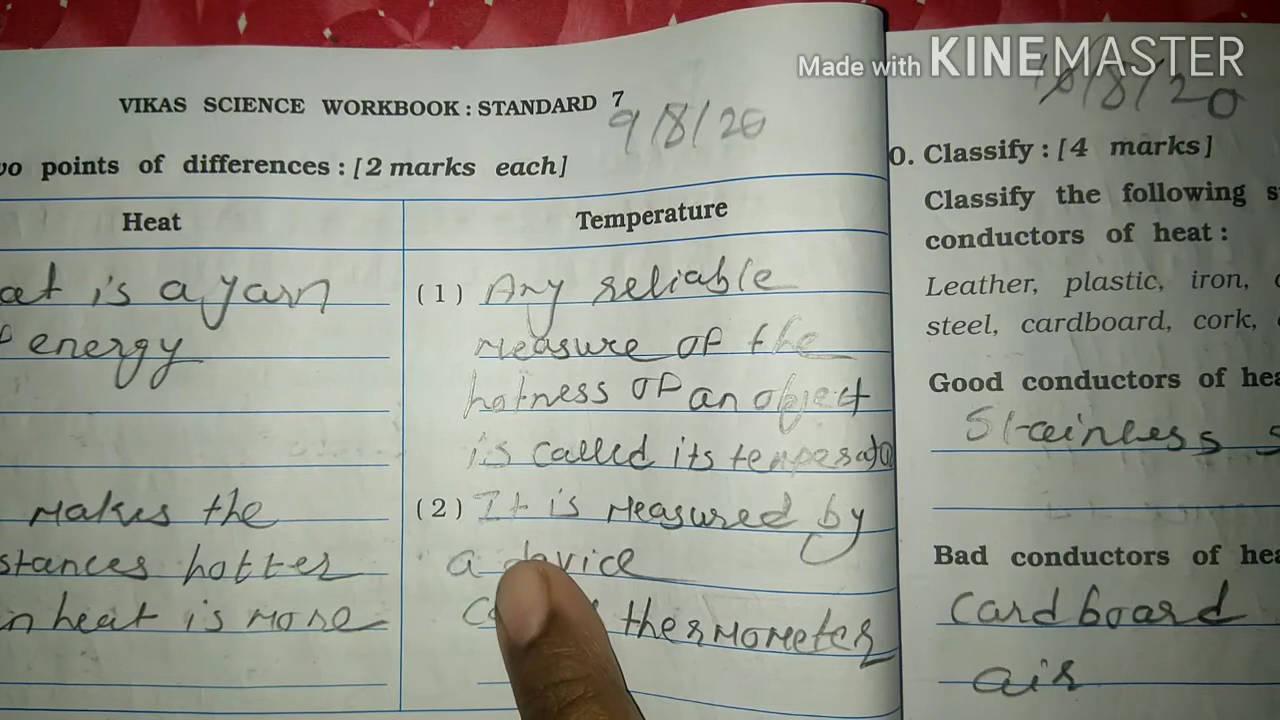 Made with KINEMASTER
VIKAS SCIENCE WORKBOOK : STANDARD 7
9/8/20
wo points of differences : [2 marks each]
Heat
at is a
f energy
Makes the
stances hotter
n heat is more
Temperature
(1) Any reliable
measure of the
hotness of an object
is called its
(2) It is Measured by
a device
thermometer
/8/20
0. Classify : [4 marks]
Classify the following s
conductors of heat :
Leather, plastic, iron,
steel, cardboard, cork,
Good conductors of hea
Stainless s
Bad conductors of hea
Cardboard
air